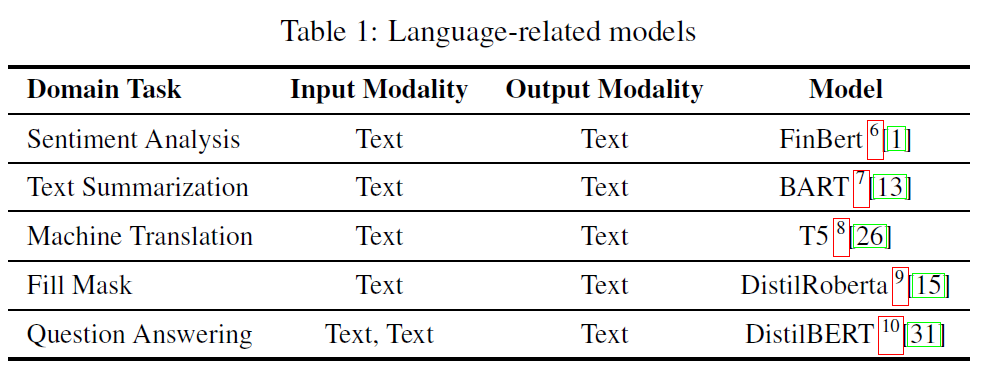 Table 1: Language-related models
Domain Task Input Modality Output Modality Model
Sentiment Analysis Text Text FinBert 6[1]
Text Summarization Text Text BART 7[13]
Machine Translation Text Text T5 8[26]
Fill Mask Text Text DistilRoberta 9[15]
Question Answering Text, Text Text DistilBERT 10[31]